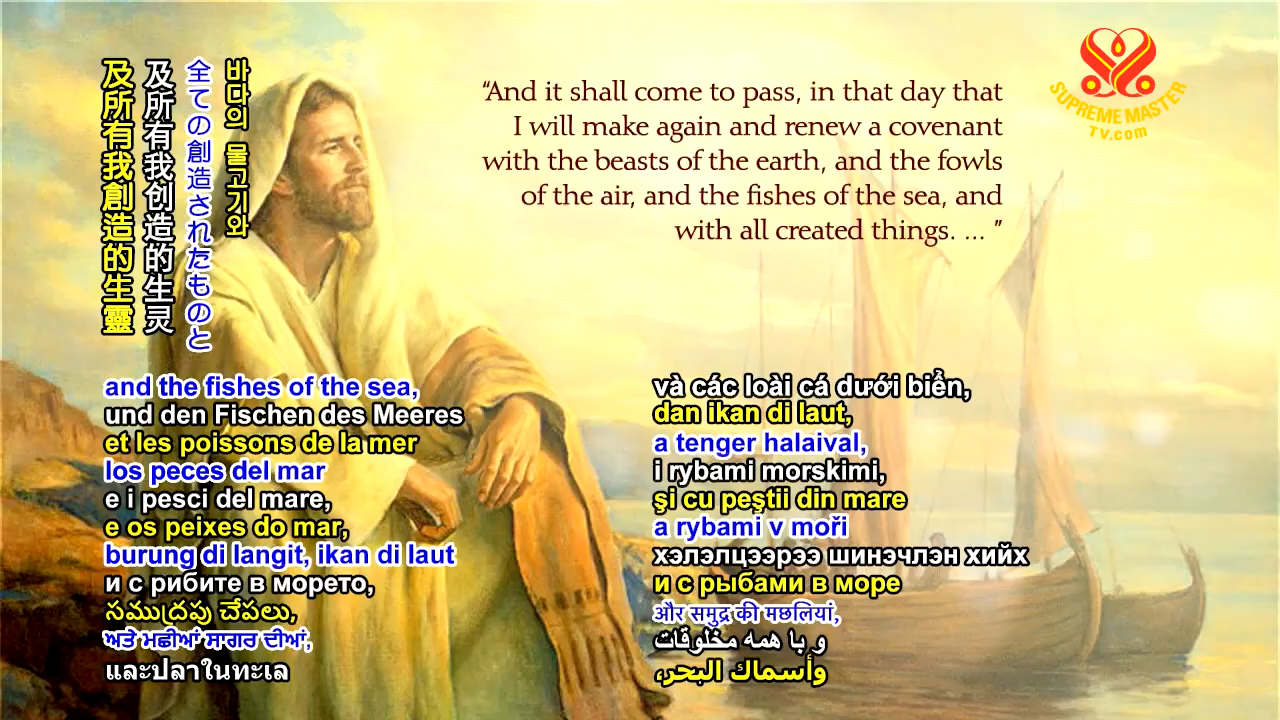 及所有我創造的生靈
及所有我创造的生灵
全ての創造されたものと
바다의 물고기와
“And it shall come to pass, in that day that
I will make again and renew a covenant
with the beasts of the earth, and the fowls
of the air, and the fishes of the sea, and
with all created things. ... ”
SUPREME MASTER
TV.com
and the fishes of the sea,
und den Fischen des Meeres
et les poissons de la mer
los peces del mar
e i pesci del mare,
e os peixes do mar,
burung di langit, ikan di laut
и с рибите в морето,
సముద్రపు చేపలు,
ਅਤੇ ਮਛੀਆਂ ਸਾਗਰ ਦੀਆਂ,
และปลาในทะเล
và các loài cá dưới biển,
dan ikan di laut,
a tenger halaival,
i rybami morskimi,
şi cu peştii din mare
a rybami v moři
хэлэлцээрээ шинэчлэн хийх
и с рыбами в море
और समुद्र की मछलियां,
و با همه مخلوقات
وأسماك البحر،